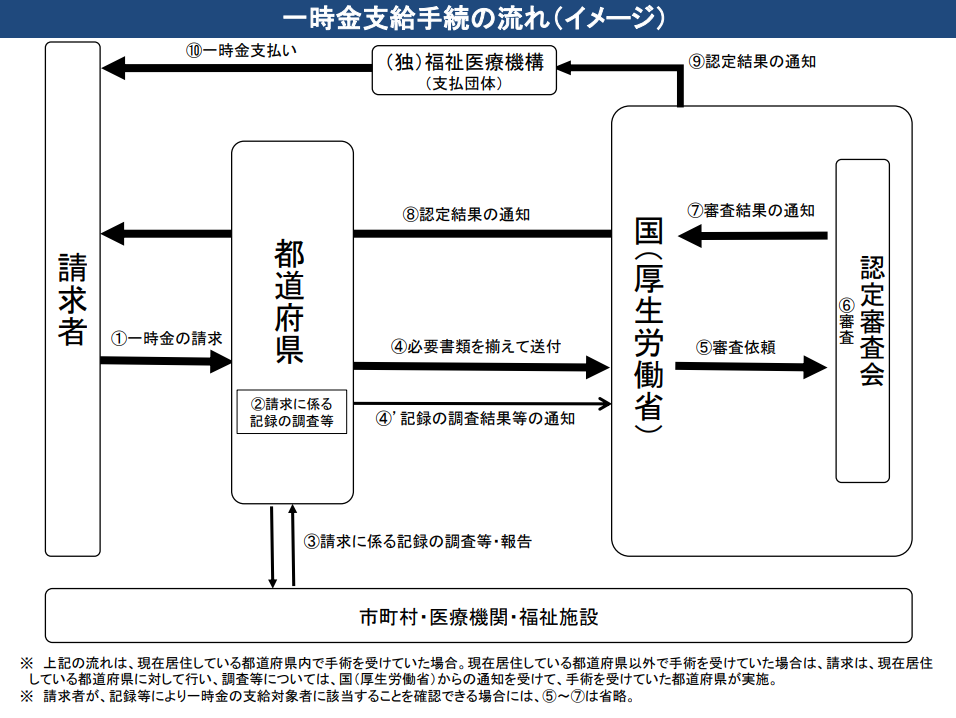 一時金支給手続の流れ（イメージ）
⑩一時金支払い
（独）福祉医療機構
（支払団体）
⑨認定結果の通知
請求者
都道府県
⑧認定結果の通知
国（厚生労働省）
⑦審査結果の通知
認定審査会
⑥審査
①一時金の請求
④必要書類を揃えて送付
⑤審査依頼
②請求に係る
記録の調査等
④’記録の調査結果等の通知
③請求に係る記録の調査等・報告
市町村・医療機関・福祉施設
※　上記の流れは、現在居住している都道府県内で手術を受けていた場合。現在居住している都道府県以外で手術を受けていた場合は、請求は、現在居住
している都道府県に対して行い、調査等については、国（厚生労働省）からの通知を受けて、手術を受けていた都道府県が実施。
※　請求者が、記録等により一時金の支給対象者に該当することを確認できる場合には、⑤～⑦は省略。